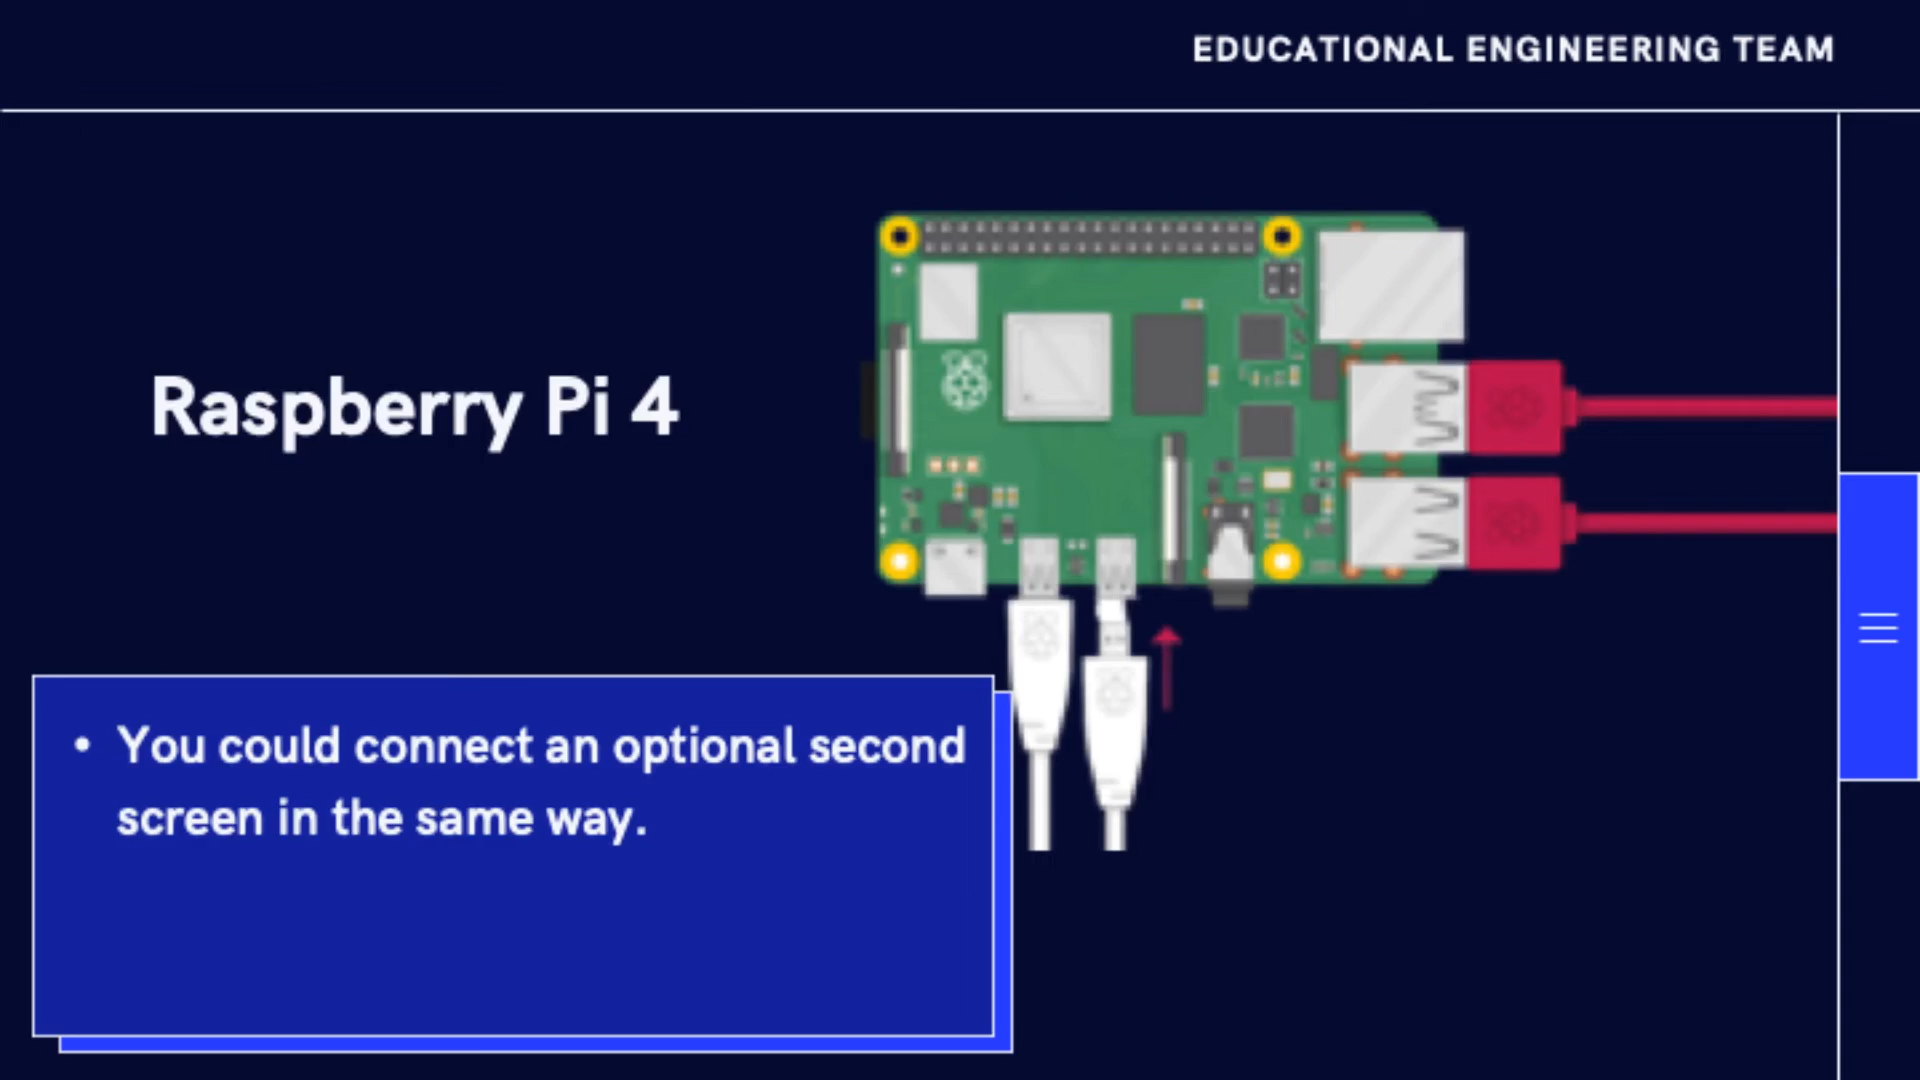 EDUCATIONAL ENGINEERING TEAM
Raspberry Pi 4
• You could connect an optional second
screen in the same way.